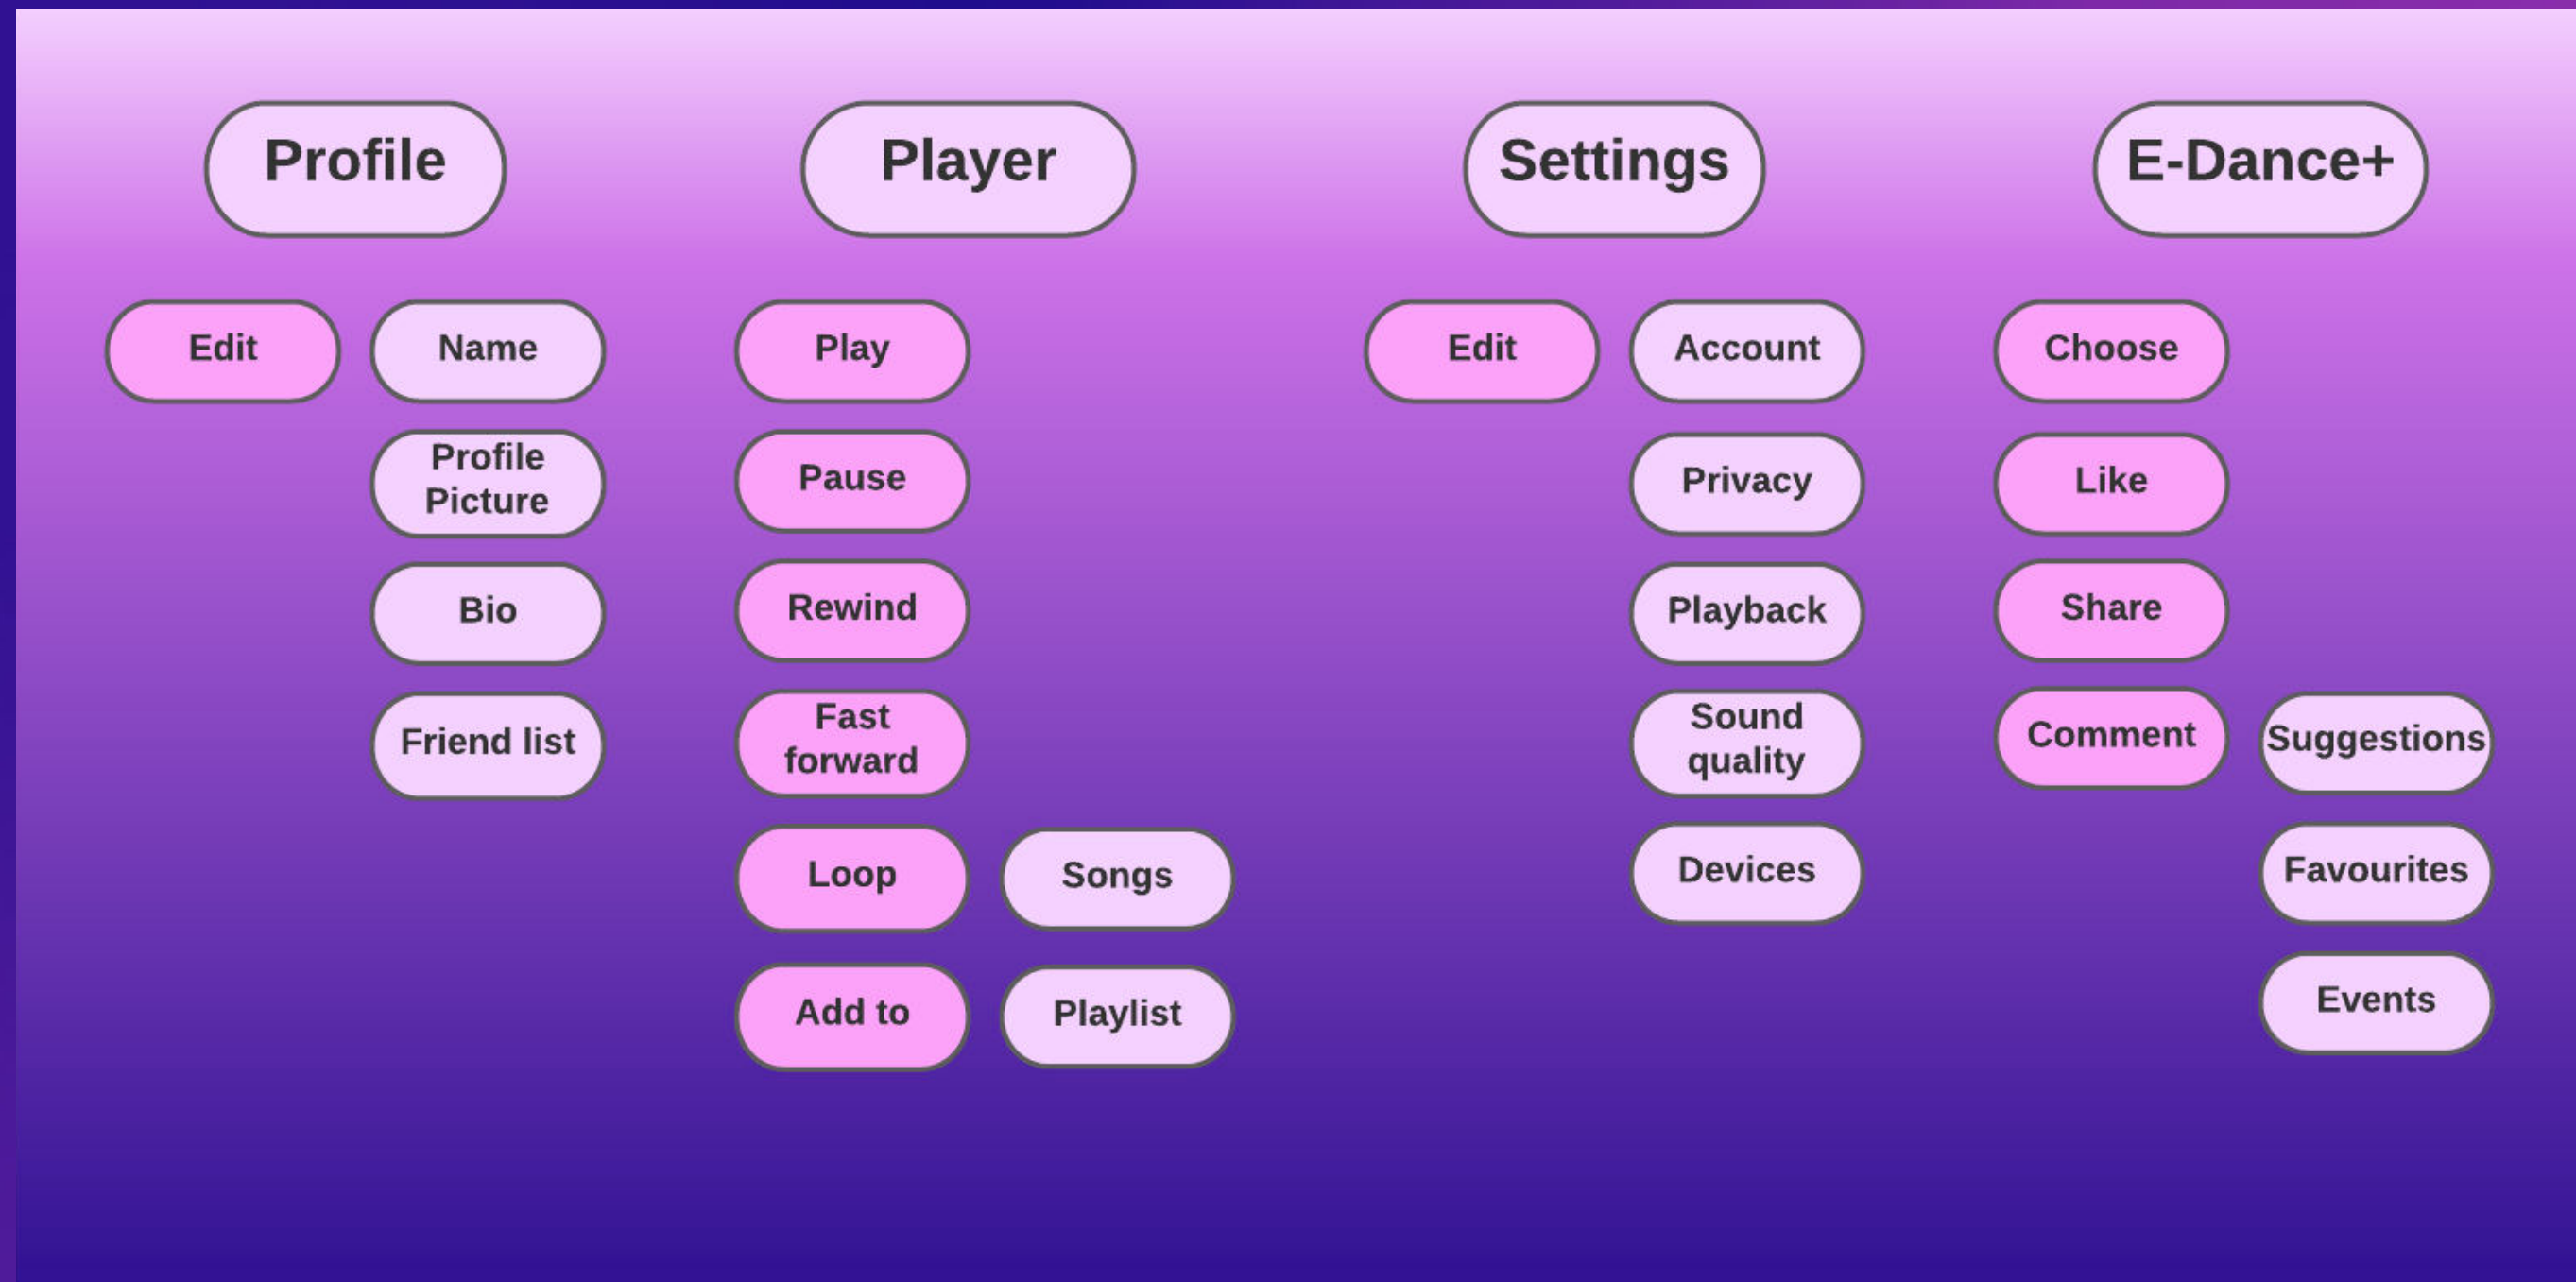 Profile
Player
Settings
E-Dance+
Edit
Name
Profile
Picture
Bio
Friend list
Play
Pause
Rewind
Fast
forward
Loop
Songs
Add to
Playlist
Edit
Account
Privacy
Playback
Sound
quality
Devices
Choose
Like
Share
Comment
Suggestions
Favourites
Events